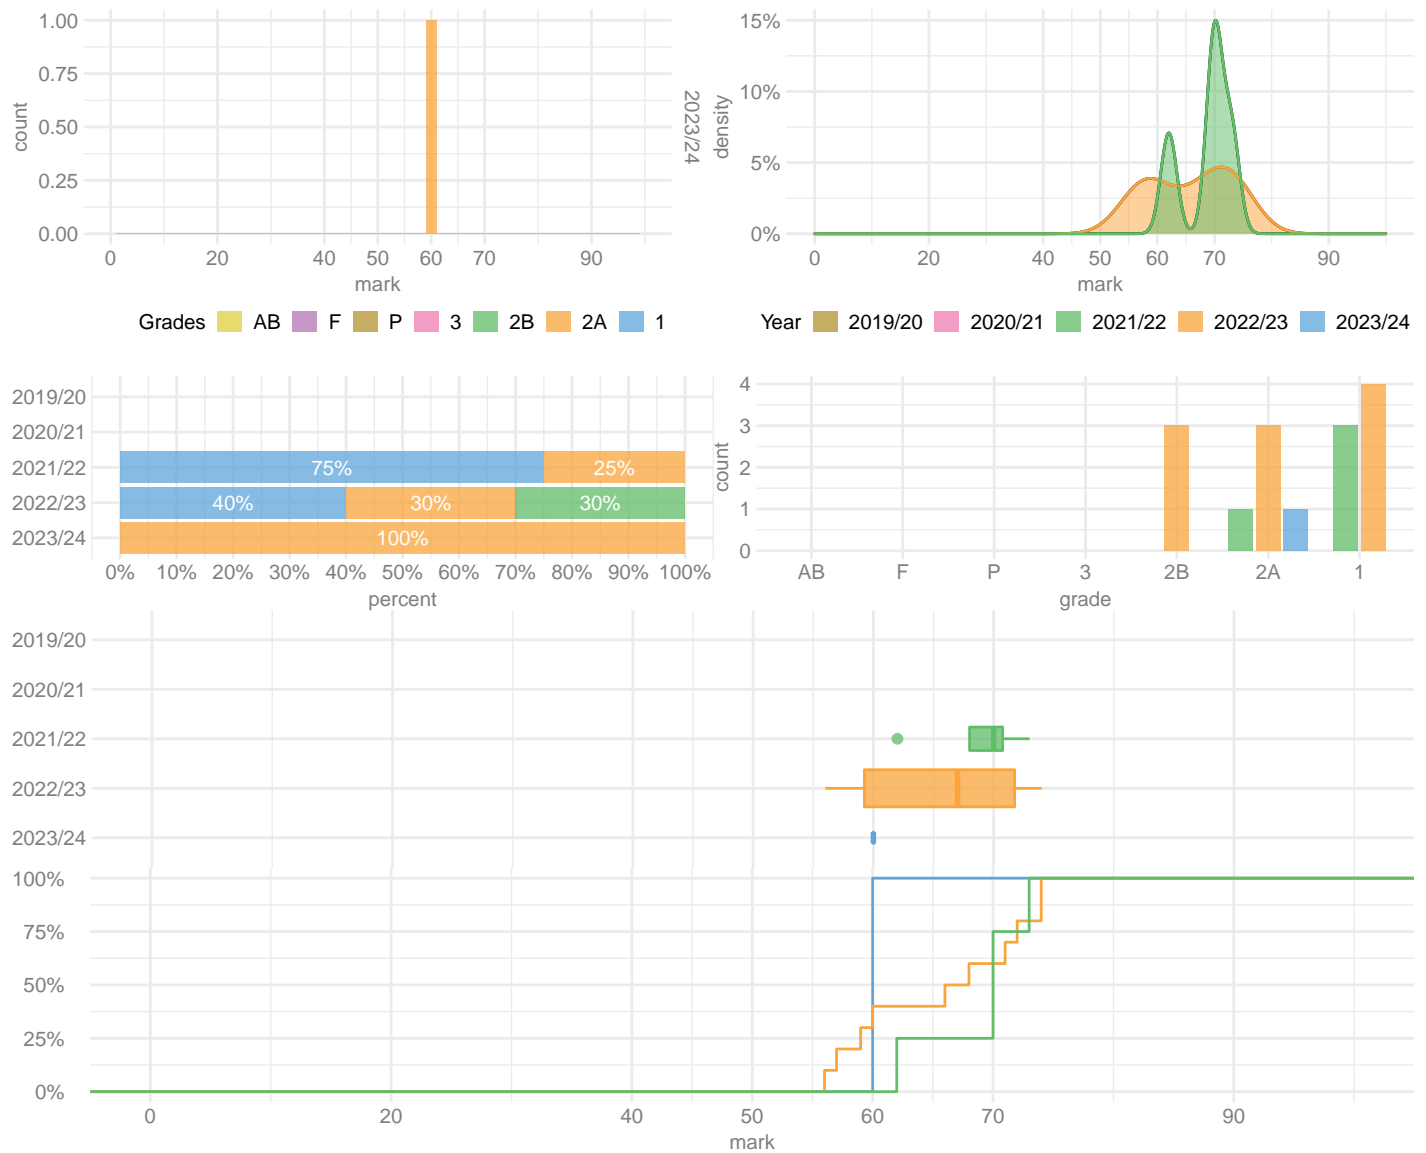 1.00
0.75
0.50
0.25
0.00
count
0 20 40 50 60 70 90
mark
2023/24
15%
10%
5%
0%
density
0 20 40 50 60 70 90
mark
Grades AB F P 3 2B 2A 1
Year 2019/20 2020/21 2021/22 2022/23 2023/24
2019/20
2020/21
2021/22 75% 25%
2022/23 40% 30% 30%
2023/24 100%
0% 10% 20% 30% 40% 50% 60% 70% 80% 90% 100%
percent
4
3
2
1
0
count
AB F P 3 2B 2A 1
grade
2019/20
2020/21
2021/22
2022/23
2023/24
100%
75%
50%
25%
0%
0 20 40 50 60 70 90
mark